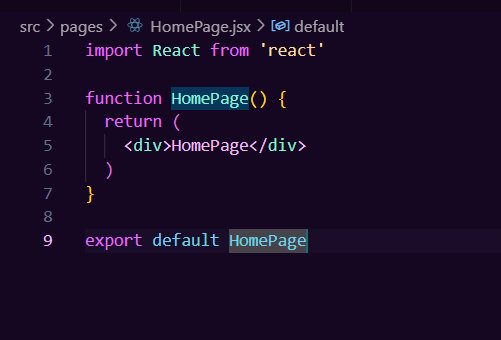 src > pages > HomePage.jsx > default
1 import React from 'react'
2
3 function HomePage() {
4   return (
5     <div>HomePage</div>
6   )
7 }
8
9 export default HomePage